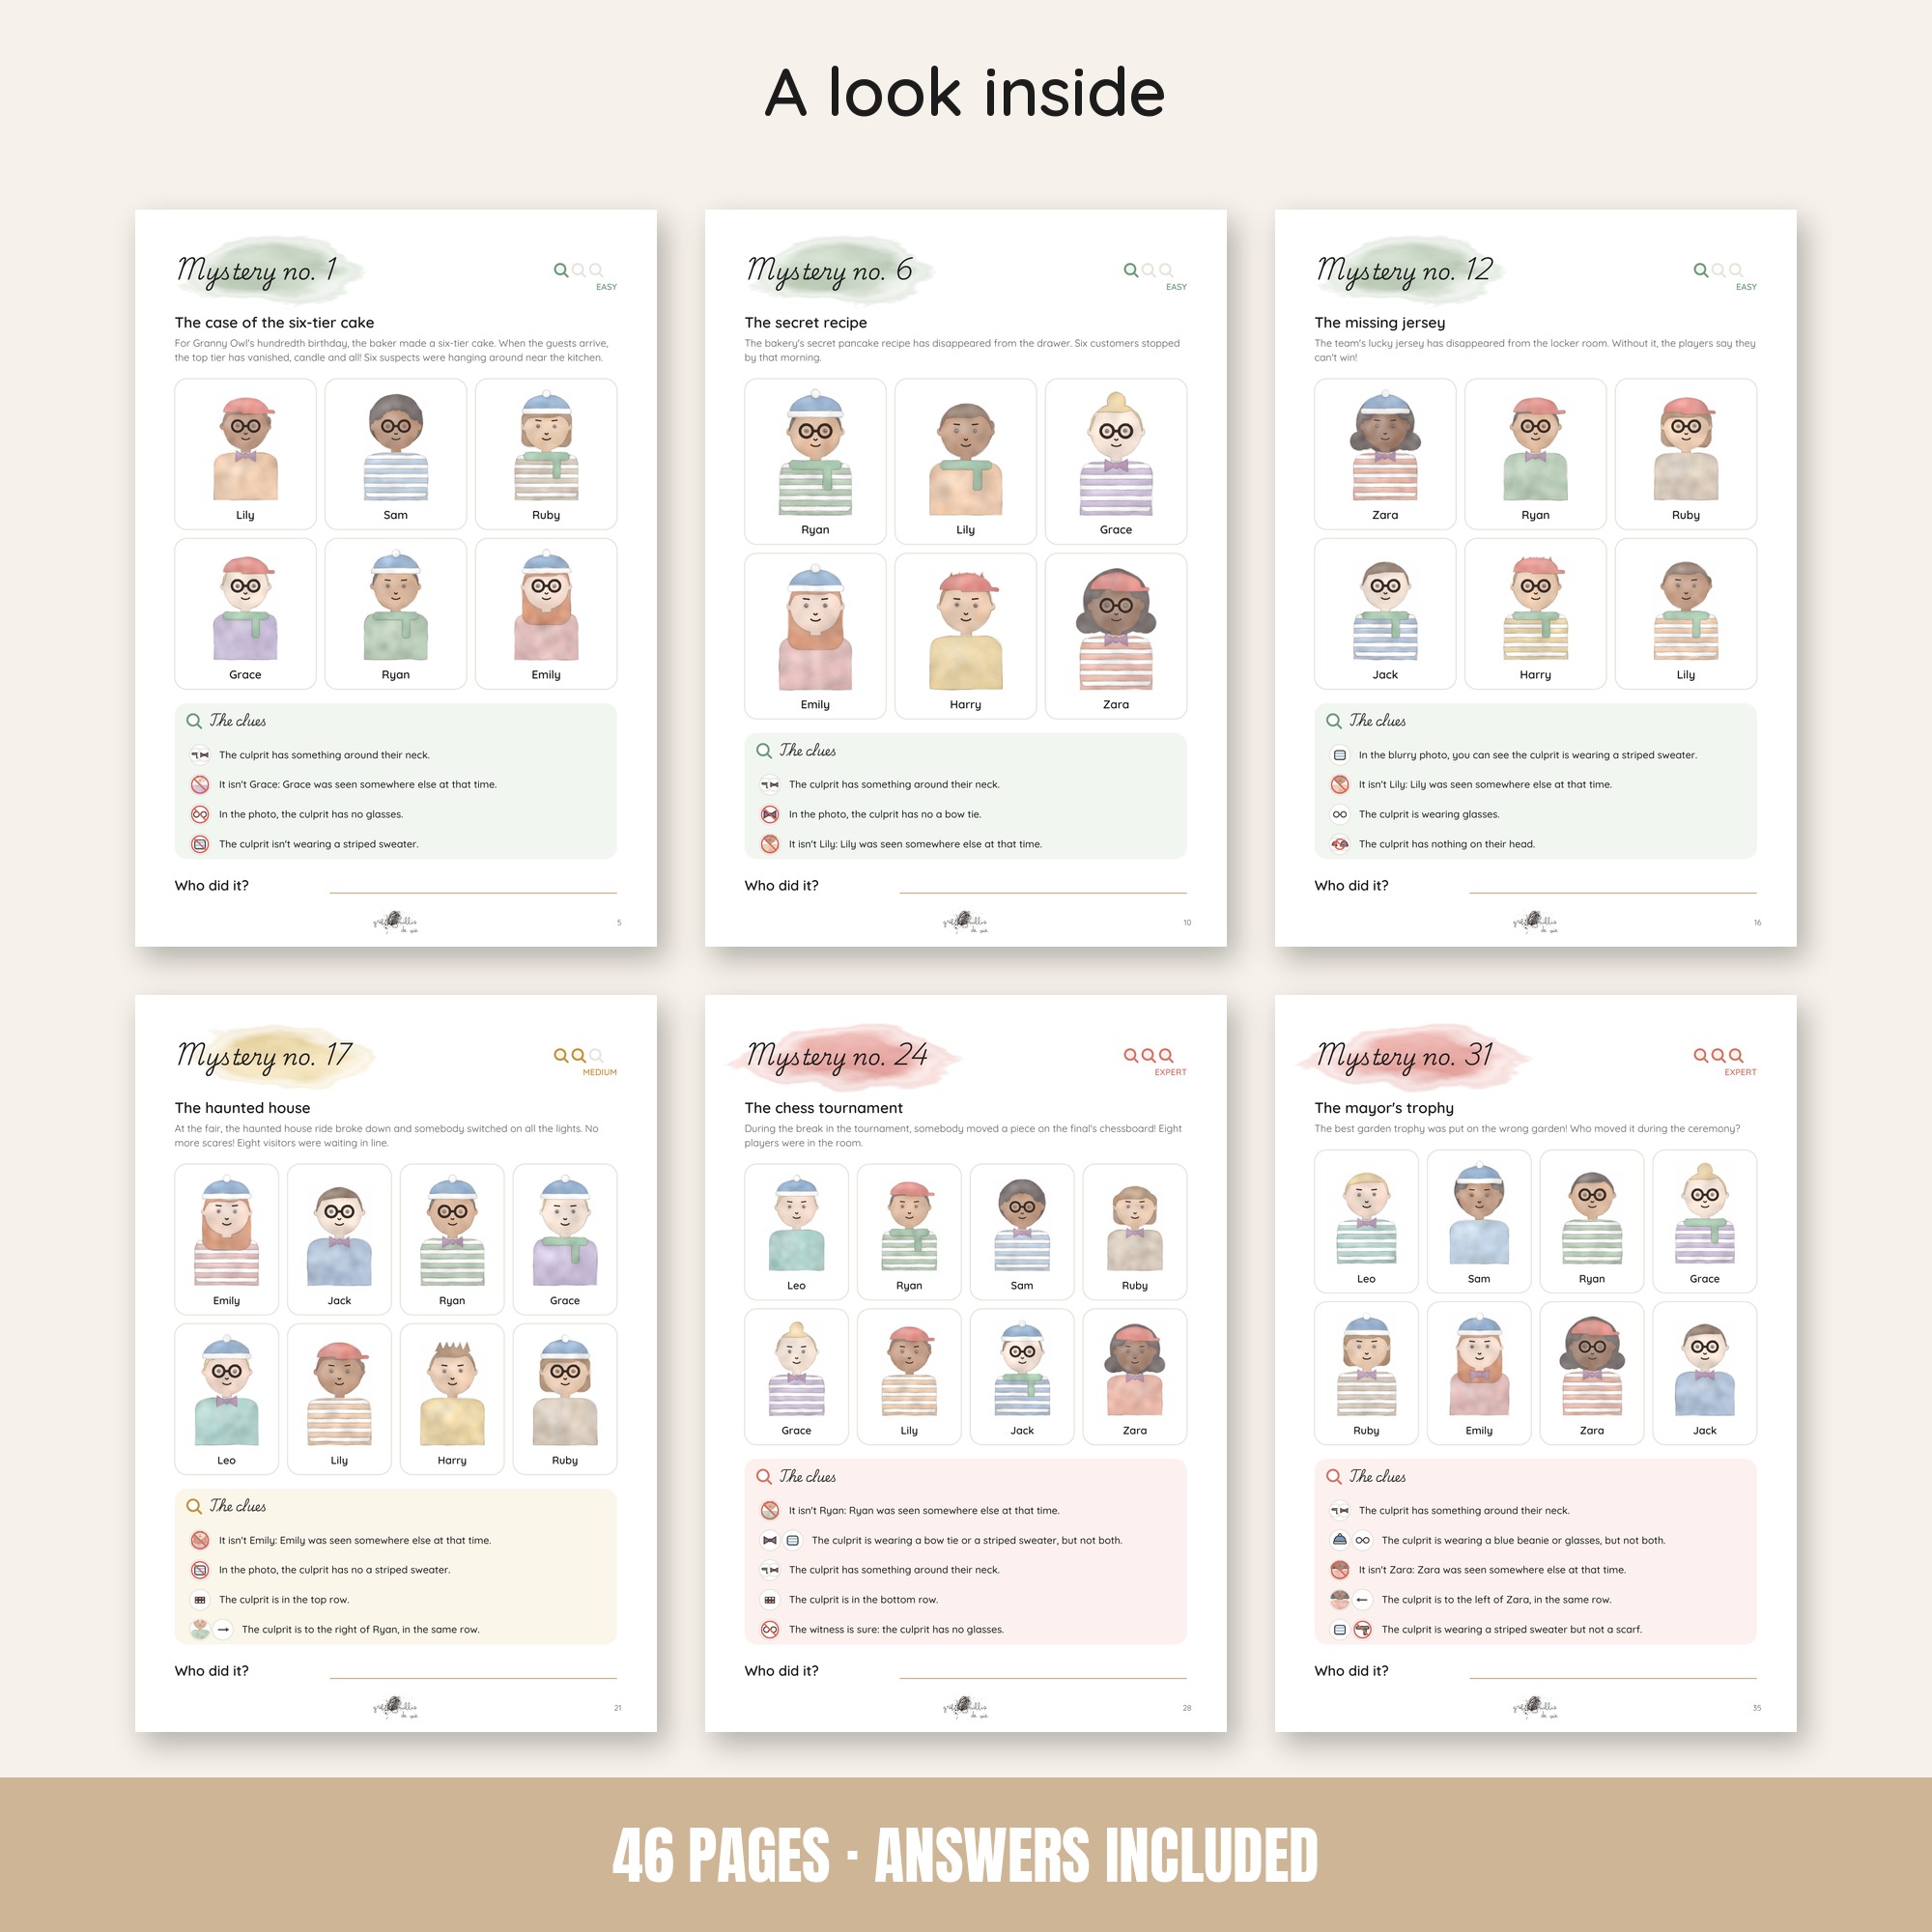 A look inside
Mystery no. 1
EASY
The case of the six-tier cake
For Granny Owl's hundredth birthday, the baker made a six-tier cake. When the guests arrive,
the top tier has vanished, candle and all! Six suspects were hanging around near the kitchen.
Lily
Sam
Ruby
Grace
Ryan
Emily
The clues
The culprit has something around their neck.
It isn't Grace: Grace was seen somewhere else at that time.
In the photo, the culprit has no glasses.
The culprit isn't wearing a striped sweater.
Who did it?
5
Mystery no. 6
EASY
The secret recipe
The bakery's secret pancake recipe has disappeared from the drawer. Six customers stopped
by that morning.
Ryan
Lily
Grace
Emily
Harry
Zara
The clues
The culprit has something around their neck.
In the photo, the culprit has no a bow tie.
It isn't Lily: Lily was seen somewhere else at that time.
Who did it?
10
Mystery no. 12
EASY
The missing jersey
The team's lucky jersey has disappeared from the locker room. Without it, the players say they
can't win!
Zara
Ryan
Ruby
Jack
Harry
Lily
The clues
In the blurry photo, you can see the culprit is wearing a striped sweater.
It isn't Lily: Lily was seen somewhere else at that time.
The culprit is wearing glasses.
The culprit has nothing on their head.
Who did it?
16
Mystery no. 17
MEDIUM
The haunted house
At the fair, the haunted house ride broke down and somebody switched on all the lights. No
more scares! Eight visitors were waiting in line.
Emily
Jack
Ryan
Grace
Leo
Lily
Harry
Ruby
The clues
It isn't Emily: Emily was seen somewhere else at that time.
In the photo, the culprit has no a striped sweater.
The culprit is in the top row.
The culprit is to the right of Ryan, in the same row.
Who did it?
21
Mystery no. 24
EXPERT
The chess tournament
During the break in the tournament, somebody moved a piece on the final's chessboard! Eight
players were in the room.
Leo
Ryan
Sam
Ruby
Grace
Lily
Jack
Zara
The clues
It isn't Ryan: Ryan was seen somewhere else at that time.
The culprit is wearing a bow tie or a striped sweater, but not both.
The culprit has something around their neck.
The culprit is in the bottom row.
The witness is sure: the culprit has no glasses.
Who did it?
28
Mystery no. 31
EXPERT
The mayor's trophy
The best garden trophy was put on the wrong garden! Who moved it during the ceremony?
Leo
Sam
Ryan
Grace
Ruby
Emily
Zara
Jack
The clues
The culprit has something around their neck.
The culprit is wearing a blue beanie or glasses, but not both.
It isn't Zara: Zara was seen somewhere else at that time.
The culprit is to the left of Zara, in the same row.
The culprit is wearing a striped sweater but not a scarf.
Who did it?
35
46 PAGES · ANSWERS INCLUDED